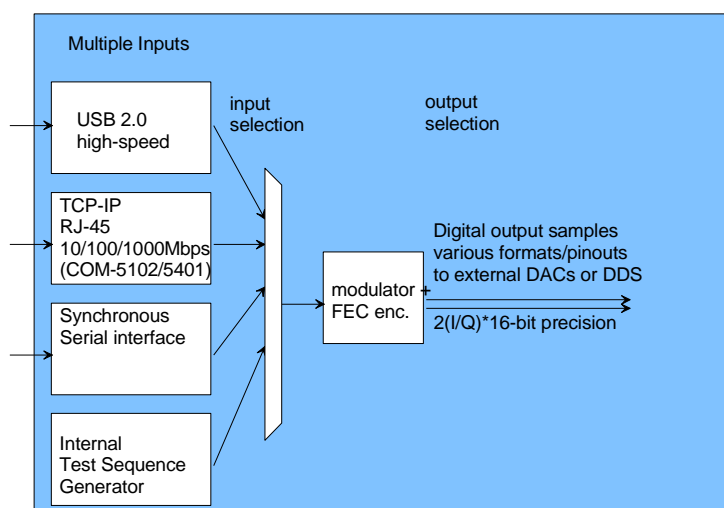 Multiple Inputs
USB 2.0
high-speed
input
selection
output
selection
TCP-IP
RJ-45
10/100/1000Mbps
(COM-5102/5401)
Synchronous
Serial interface
Internal
Test Sequence
Generator
modulator +
FEC enc.
Digital output samples
various formats/pinouts
to external DACs or DDS
2(I/Q)*16-bit precision